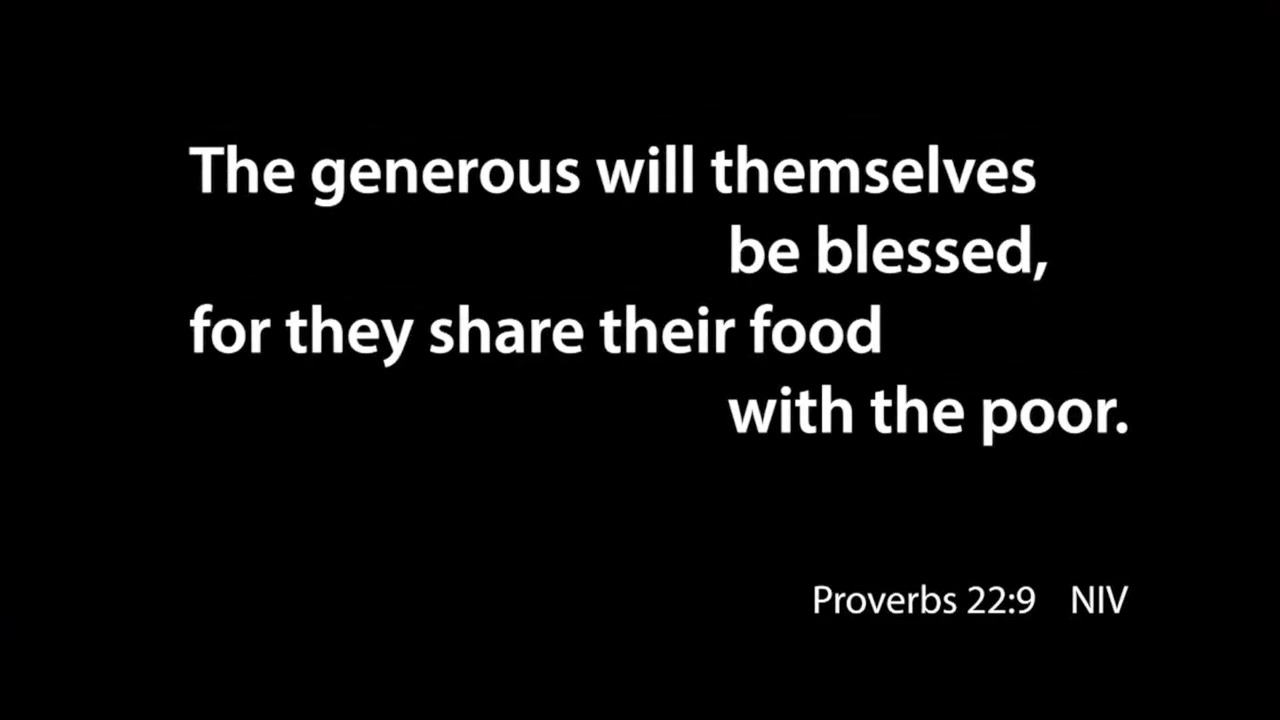 The generous will themselves
be blessed,
for they share their food
with the poor.
Proverbs 22:9 NIV